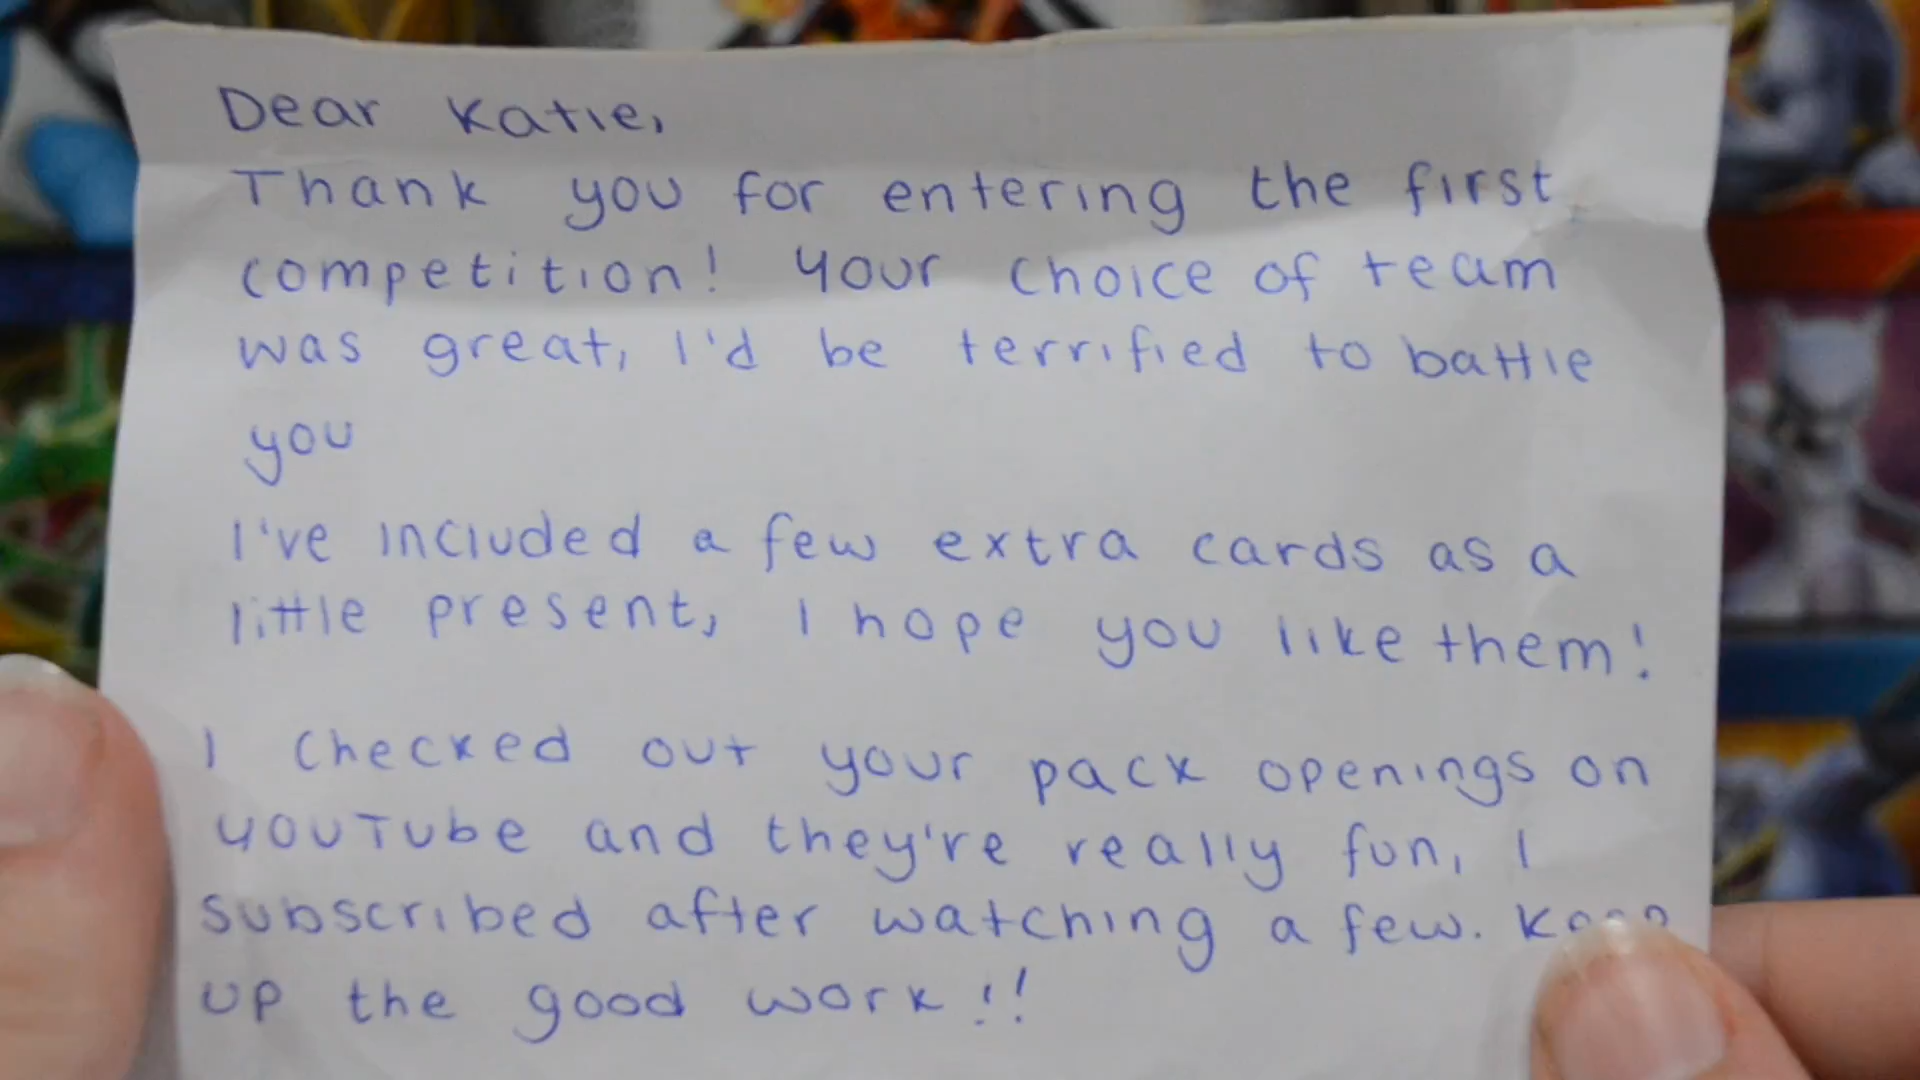 Dear Katie,
Thank you for entering the first
competition! Your choice of team
was great, I'd be terrified to battle
you
I've included a few extra cards as a
little present, I hope you like them!
I checked out your pack openings on
YouTube and they're really fun, I
subscribed after watching a few. Keep
up the good work!!